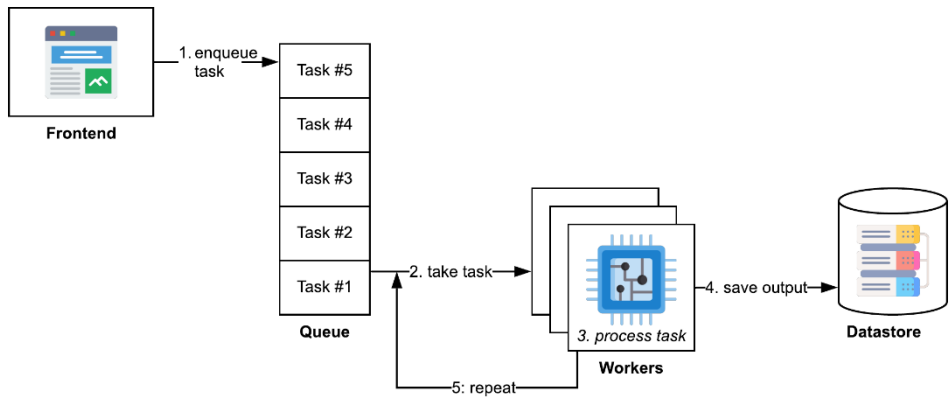 1. enqueue
task
Frontend
Task #5
Task #4
Task #3
Task #2
Task #1
Queue
2. take task
3. process task
Workers
4. save output
Datastore
5: repeat